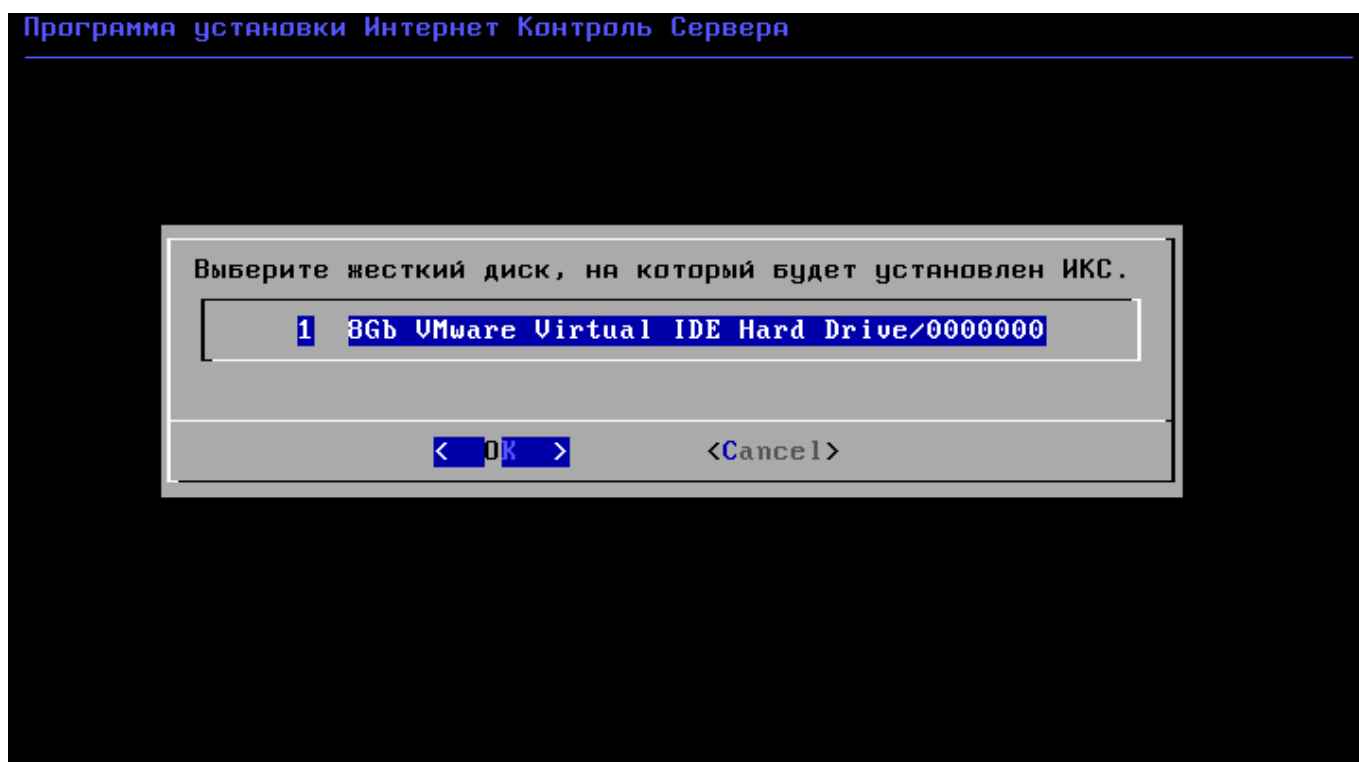 Программа установки Интернет Контроль Сервера
Выберите жесткий диск, на который будет установлен ИКС.
1 8Gb VMware Virtual IDE Hard Drive/0000000
< OK > <Cancel>